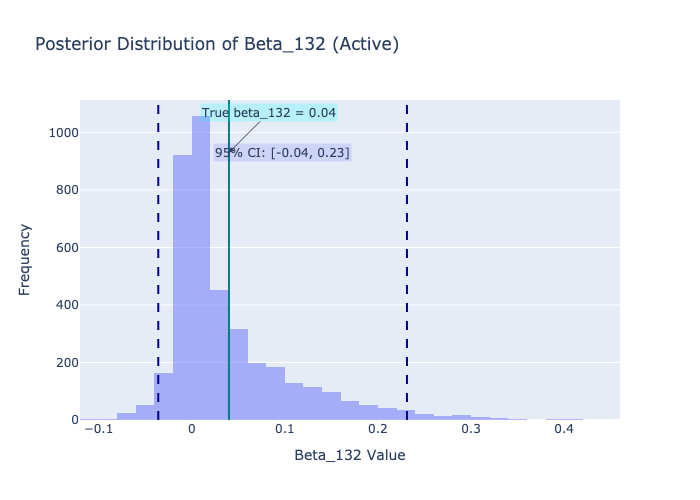 Posterior Distribution of Beta_132 (Active)
True beta_132 = 0.04
95% CI: [-0.04, 0.23]
1000
800
600
400
200
0
Frequency
−0.1 0 0.1 0.2 0.3 0.4
Beta_132 Value